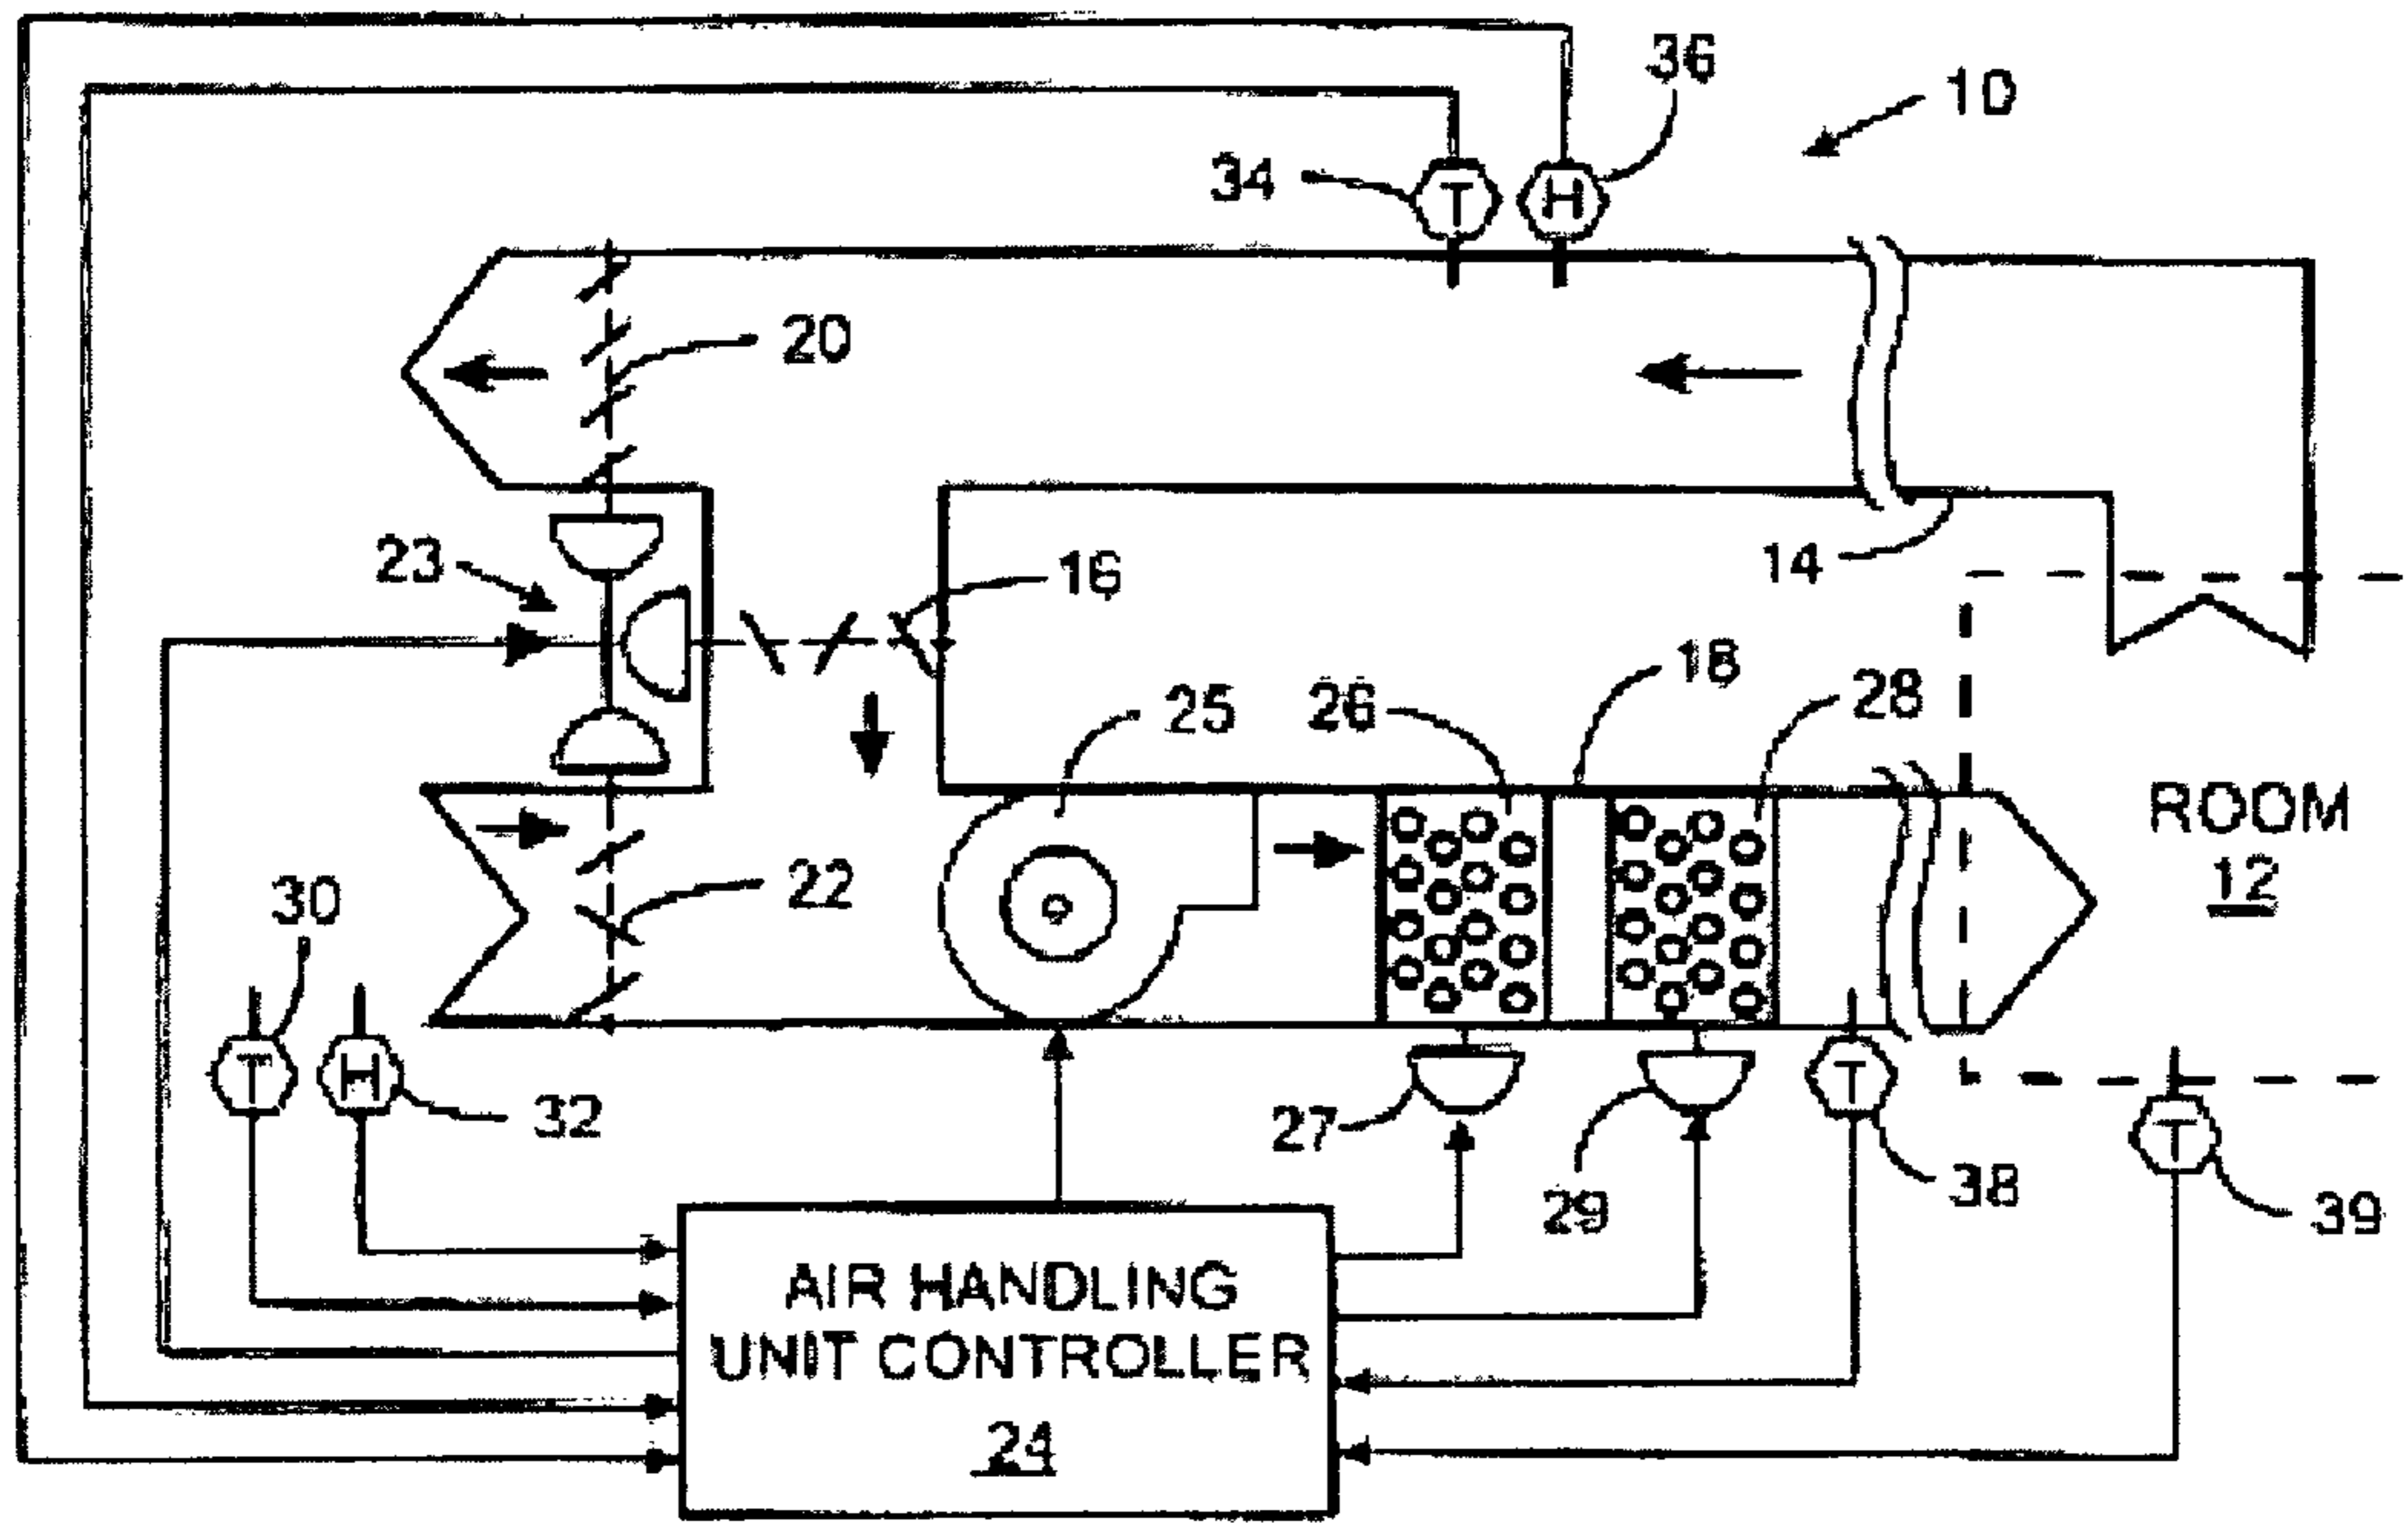 36
10
34
T
H
20
14
23
16
18
25
26
28
ROOM
12
22
30
T
H
32
27
29
T
38
T
39
AIR HANDLING
UNIT CONTROLLER
24